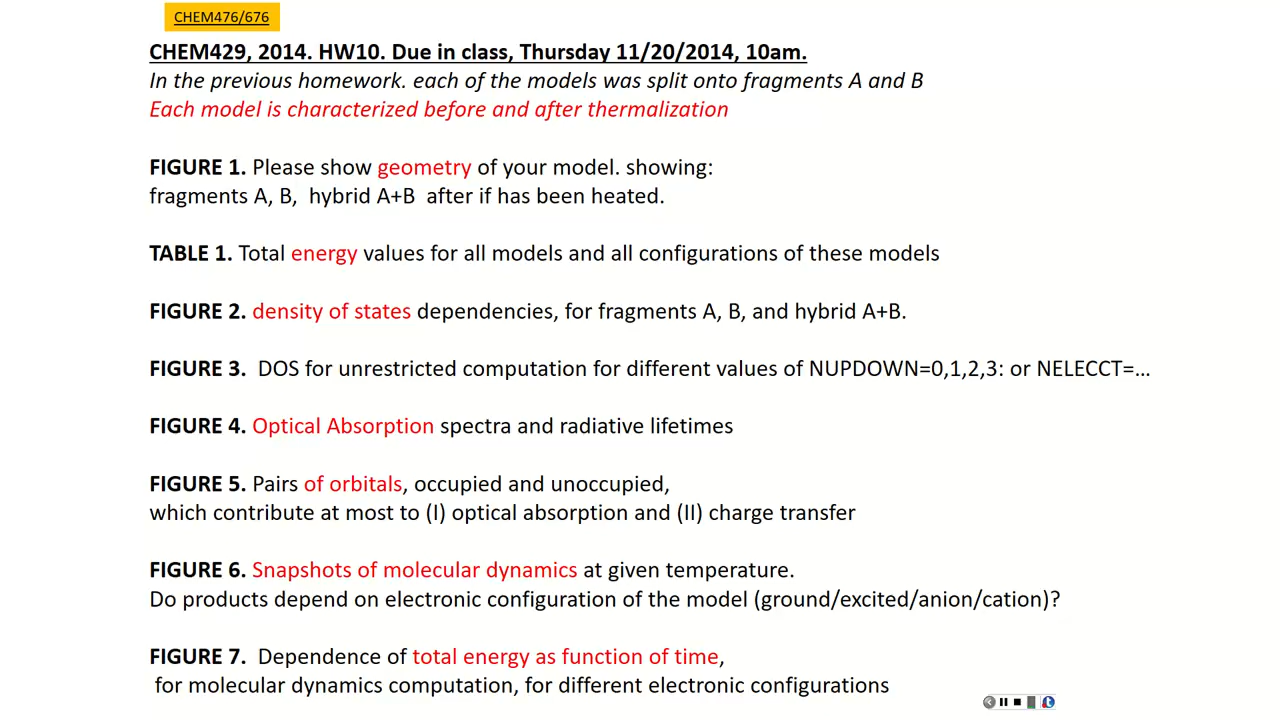 CHEM476/676
CHEM429, 2014. HW10. Due in class, Thursday 11/20/2014, 10am.
In the previous homework. each of the models was split onto fragments A and B
Each model is characterized before and after thermalization
FIGURE 1. Please show geometry of your model. showing:
fragments A, B, hybrid A+B after if has been heated.
TABLE 1. Total energy values for all models and all configurations of these models
FIGURE 2. density of states dependencies, for fragments A, B, and hybrid A+B.
FIGURE 3. DOS for unrestricted computation for different values of NUPDOWN=0,1,2,3: or NELECCT=…
FIGURE 4. Optical Absorption spectra and radiative lifetimes
FIGURE 5. Pairs of orbitals, occupied and unoccupied,
which contribute at most to (I) optical absorption and (II) charge transfer
FIGURE 6. Snapshots of molecular dynamics at given temperature.
Do products depend on electronic configuration of the model (ground/excited/anion/cation)?
FIGURE 7. Dependence of total energy as function of time,
for molecular dynamics computation, for different electronic configurations